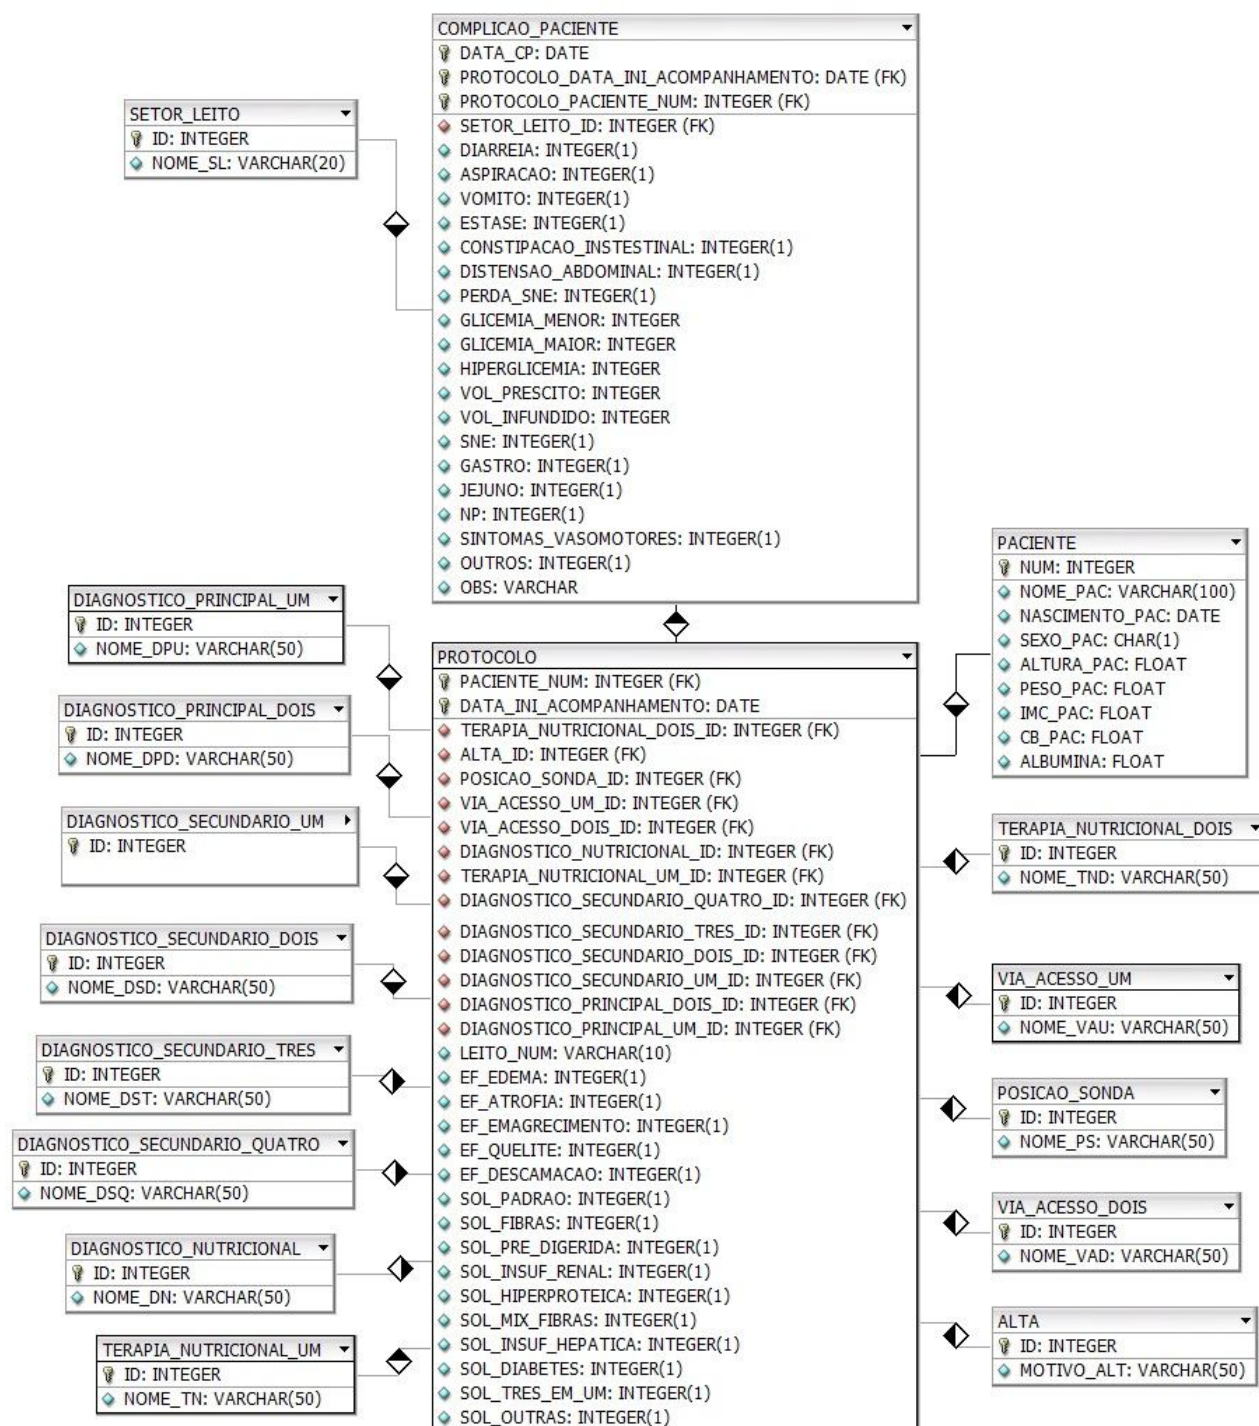 COMPLICAO_PACIENTE
DATA_CP: DATE
PROTOCOLO_DATA_INI_ACOMPANHAMENTO: DATE (FK)
PROTOCOLO_PACIENTE_NUM: INTEGER (FK)
SETOR_LEITO_ID: INTEGER (FK)
DIARREIA: INTEGER(1)
ASPIRACAO: INTEGER(1)
VOMITO: INTEGER(1)
ESTASE: INTEGER(1)
CONSTIPACAO_INSTESTINAL: INTEGER(1)
DISTENSAO_ABDOMINAL: INTEGER(1)
PERDA_SNE: INTEGER(1)
GLICEMIA_MENOR: INTEGER
GLICEMIA_MAIOR: INTEGER
HIPERGLICEMIA: INTEGER
VOL_PRESCITO: INTEGER
VOL_INFUNDIDO: INTEGER
SNE: INTEGER(1)
GASTRO: INTEGER(1)
JEJUNO: INTEGER(1)
NP: INTEGER(1)
SINTOMAS_VASOMOTORES: INTEGER(1)
OUTROS: INTEGER(1)
OBS: VARCHAR
SETOR_LEITO
ID: INTEGER
NOME_SL: VARCHAR(20)
DIAGNOSTICO_PRINCIPAL_UM
ID: INTEGER
NOME_DPU: VARCHAR(50)
DIAGNOSTICO_PRINCIPAL_DOIS
ID: INTEGER
NOME_DPD: VARCHAR(50)
DIAGNOSTICO_SECUNDARIO_UM
ID: INTEGER
DIAGNOSTICO_SECUNDARIO_DOIS
ID: INTEGER
NOME_DSD: VARCHAR(50)
DIAGNOSTICO_SECUNDARIO_TRES
ID: INTEGER
NOME_DST: VARCHAR(50)
DIAGNOSTICO_SECUNDARIO_QUATRO
ID: INTEGER
NOME_DSQ: VARCHAR(50)
DIAGNOSTICO_NUTRICIONAL
ID: INTEGER
NOME_DN: VARCHAR(50)
TERAPIA_NUTRICIONAL_UM
ID: INTEGER
NOME_TN: VARCHAR(50)
PROTOCOLO
PACIENTE_NUM: INTEGER (FK)
DATA_INI_ACOMPANHAMENTO: DATE
TERAPIA_NUTRICIONAL_DOIS_ID: INTEGER (FK)
ALTA_ID: INTEGER (FK)
POSICAO_SONDA_ID: INTEGER (FK)
VIA_ACESSO_UM_ID: INTEGER (FK)
VIA_ACESSO_DOIS_ID: INTEGER (FK)
DIAGNOSTICO_NUTRICIONAL_ID: INTEGER (FK)
TERAPIA_NUTRICIONAL_UM_ID: INTEGER (FK)
DIAGNOSTICO_SECUNDARIO_QUATRO_ID: INTEGER (FK)
DIAGNOSTICO_SECUNDARIO_TRES_ID: INTEGER (FK)
DIAGNOSTICO_SECUNDARIO_DOIS_ID: INTEGER (FK)
DIAGNOSTICO_SECUNDARIO_UM_ID: INTEGER (FK)
DIAGNOSTICO_PRINCIPAL_DOIS_ID: INTEGER (FK)
DIAGNOSTICO_PRINCIPAL_UM_ID: INTEGER (FK)
LEITO_NUM: VARCHAR(10)
EF_EDEMA: INTEGER(1)
EF_ATROFIA: INTEGER(1)
EF_EMAGRECIMENTO: INTEGER(1)
EF_QUELITE: INTEGER(1)
EF_DESCAMACAO: INTEGER(1)
SOL_PADRAO: INTEGER(1)
SOL_FIBRAS: INTEGER(1)
SOL_PRE_DIGERIDA: INTEGER(1)
SOL_INSUF_RENAL: INTEGER(1)
SOL_HIPERPROTEICA: INTEGER(1)
SOL_MIX_FIBRAS: INTEGER(1)
SOL_INSUF_HEPATICA: INTEGER(1)
SOL_DIABETES: INTEGER(1)
SOL_TRES_EM_UM: INTEGER(1)
SOL_OUTRAS: INTEGER(1)
PACIENTE
NUM: INTEGER
NOME_PAC: VARCHAR(100)
NASCIMENTO_PAC: DATE
SEXO_PAC: CHAR(1)
ALTURA_PAC: FLOAT
PESO_PAC: FLOAT
IMC_PAC: FLOAT
CB_PAC: FLOAT
ALBUMINA: FLOAT
TERAPIA_NUTRICIONAL_DOIS
ID: INTEGER
NOME_TND: VARCHAR(50)
VIA_ACESSO_UM
ID: INTEGER
NOME_VAU: VARCHAR(50)
POSICAO_SONDA
ID: INTEGER
NOME_PS: VARCHAR(50)
VIA_ACESSO_DOIS
ID: INTEGER
NOME_VAD: VARCHAR(50)
ALTA
ID: INTEGER
MOTIVO_ALT: VARCHAR(50)